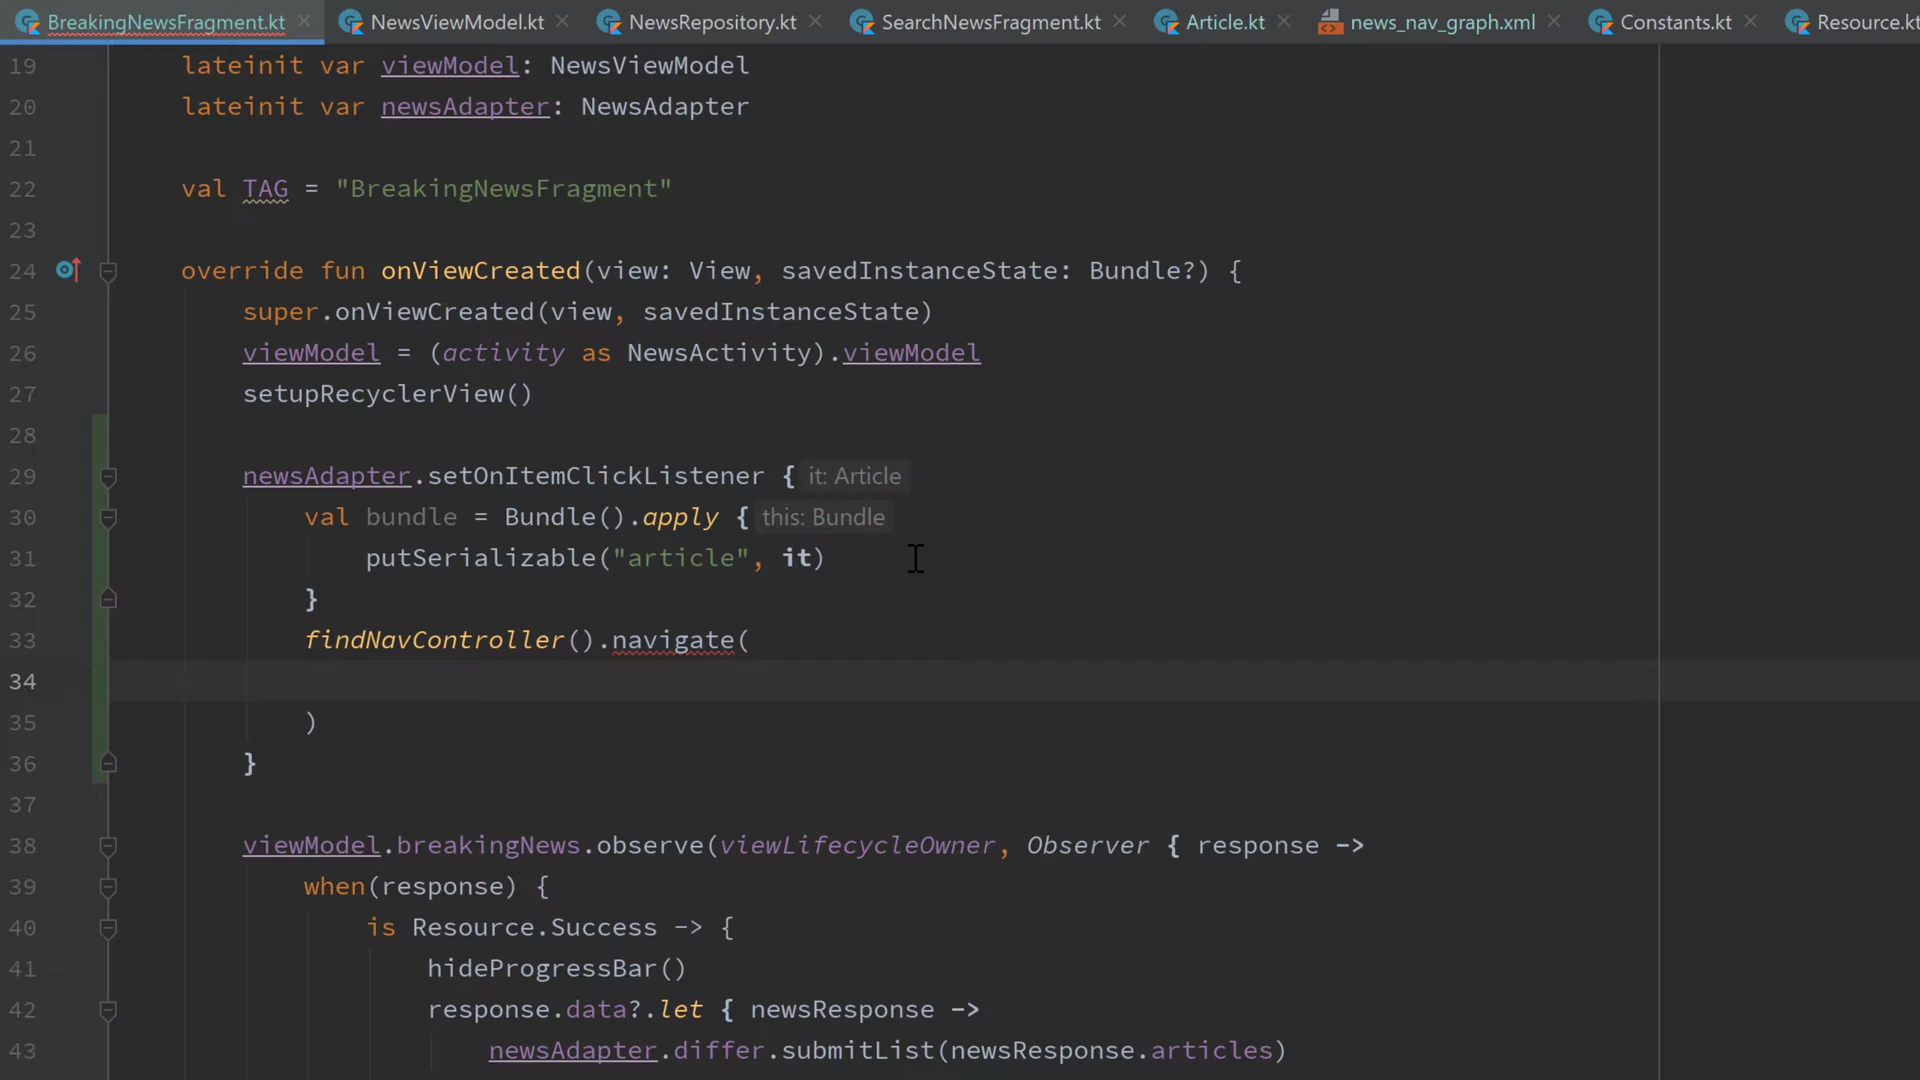 BreakingNewsFragment.kt NewsViewModel.kt NewsRepository.kt SearchNewsFragment.kt Article.kt news_nav_graph.xml Constants.kt Resource.kt
19 lateinit var viewModel: NewsViewModel
20 lateinit var newsAdapter: NewsAdapter
21
22 val TAG = "BreakingNewsFragment"
23
24 override fun onViewCreated(view: View, savedInstanceState: Bundle?) {
25 super.onViewCreated(view, savedInstanceState)
26 viewModel = (activity as NewsActivity).viewModel
27 setupRecyclerView()
28
29 newsAdapter.setOnItemClickListener { it: Article
30 val bundle = Bundle().apply { this: Bundle
31 putSerializable("article", it)
32 }
33 findNavController().navigate(
34
35 )
36 }
37
38 viewModel.breakingNews.observe(viewLifecycleOwner, Observer { response ->
39 when(response) {
40 is Resource.Success -> {
41 hideProgressBar()
42 response.data?.let { newsResponse ->
43 newsAdapter.differ.submitList(newsResponse.articles)